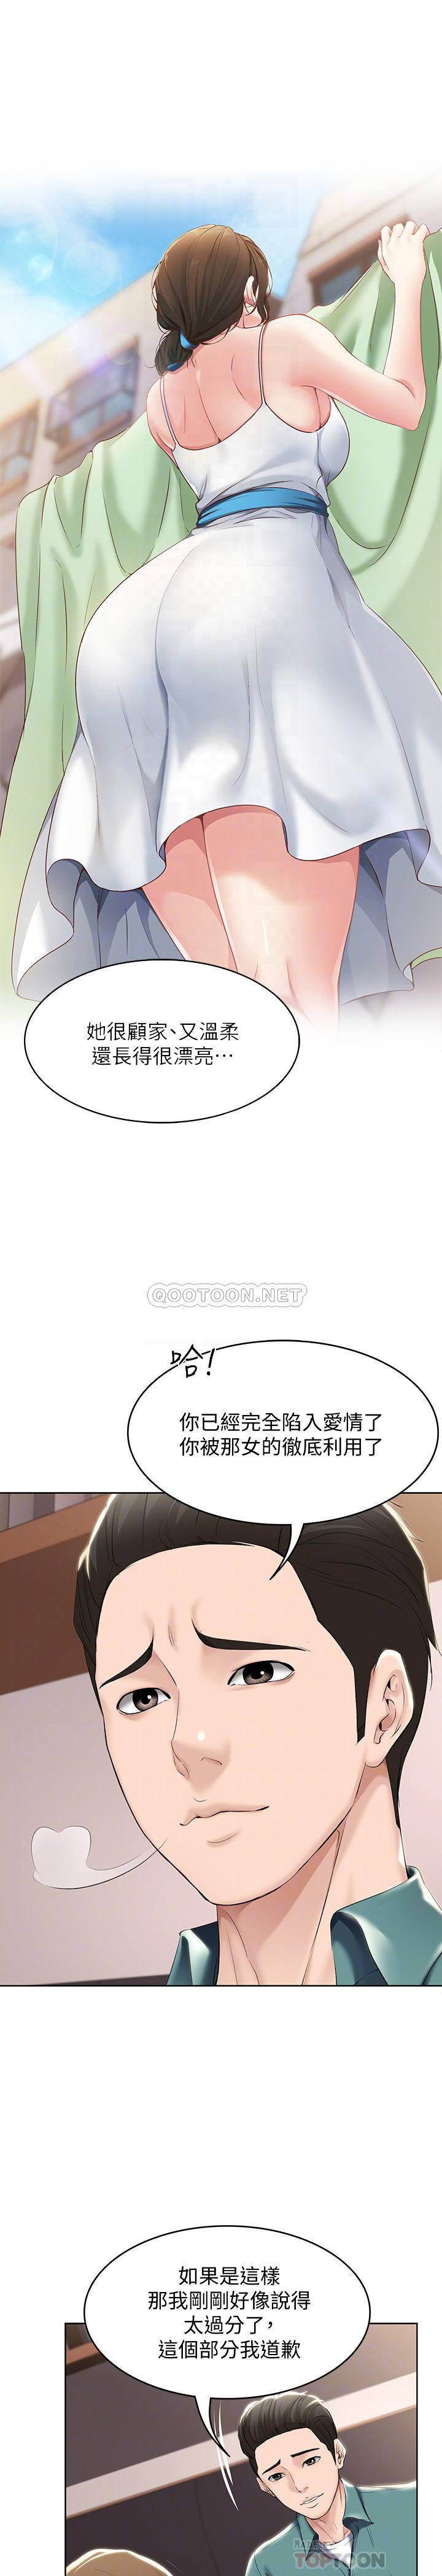 她很顧家、又溫柔
還長得很漂亮…
QOOTOON.NET
哈!
你已經完全陷入愛情了
你被那女的徹底利用了
如果是這樣
那我剛剛好像說得
太過分了,
這個部分我道歉
TOPTOON